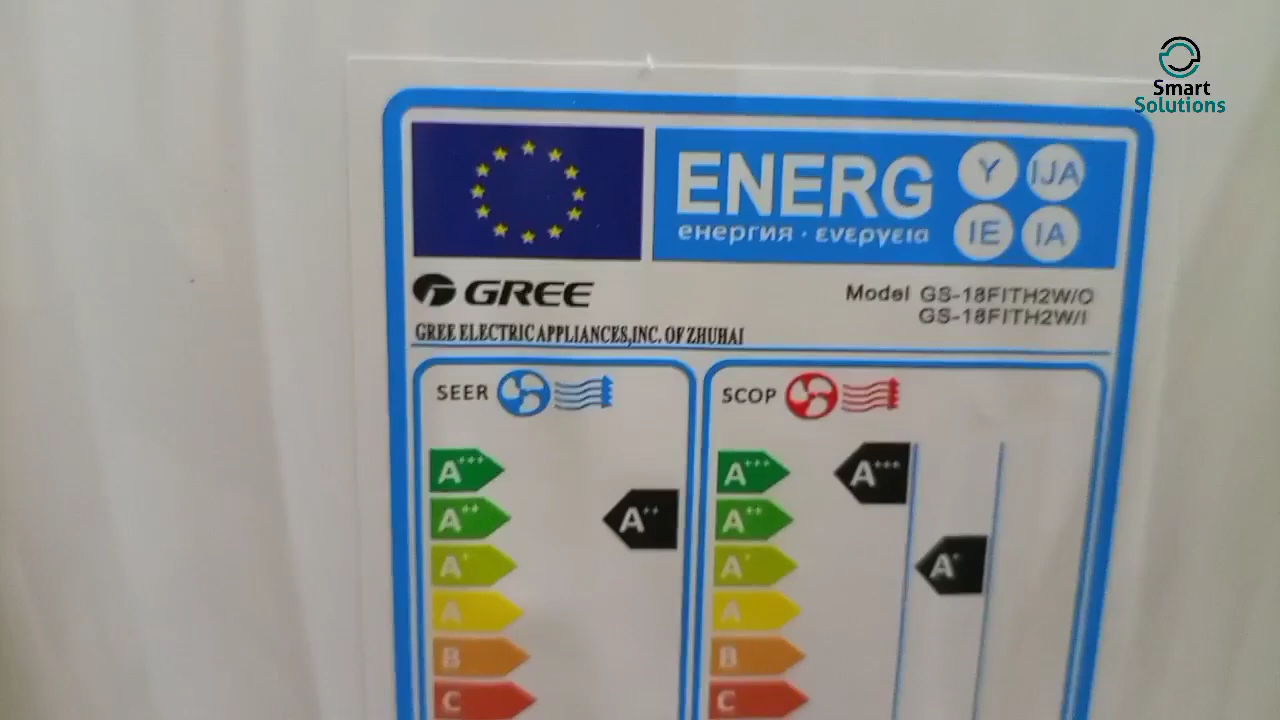 Smart
Solutions
ENERG
Y IJA
IE IA
енергия · ενεργεια
GREE
Model GS-18FITH2W/O
GS-18FITH2W/I
GREE ELECTRIC APPLIANCES,INC. OF ZHUHAI
SEER
SCOP
A+++
A+++
A+++
A++
A++
A++
A+
A+
A+
A
A
B
B
C
C